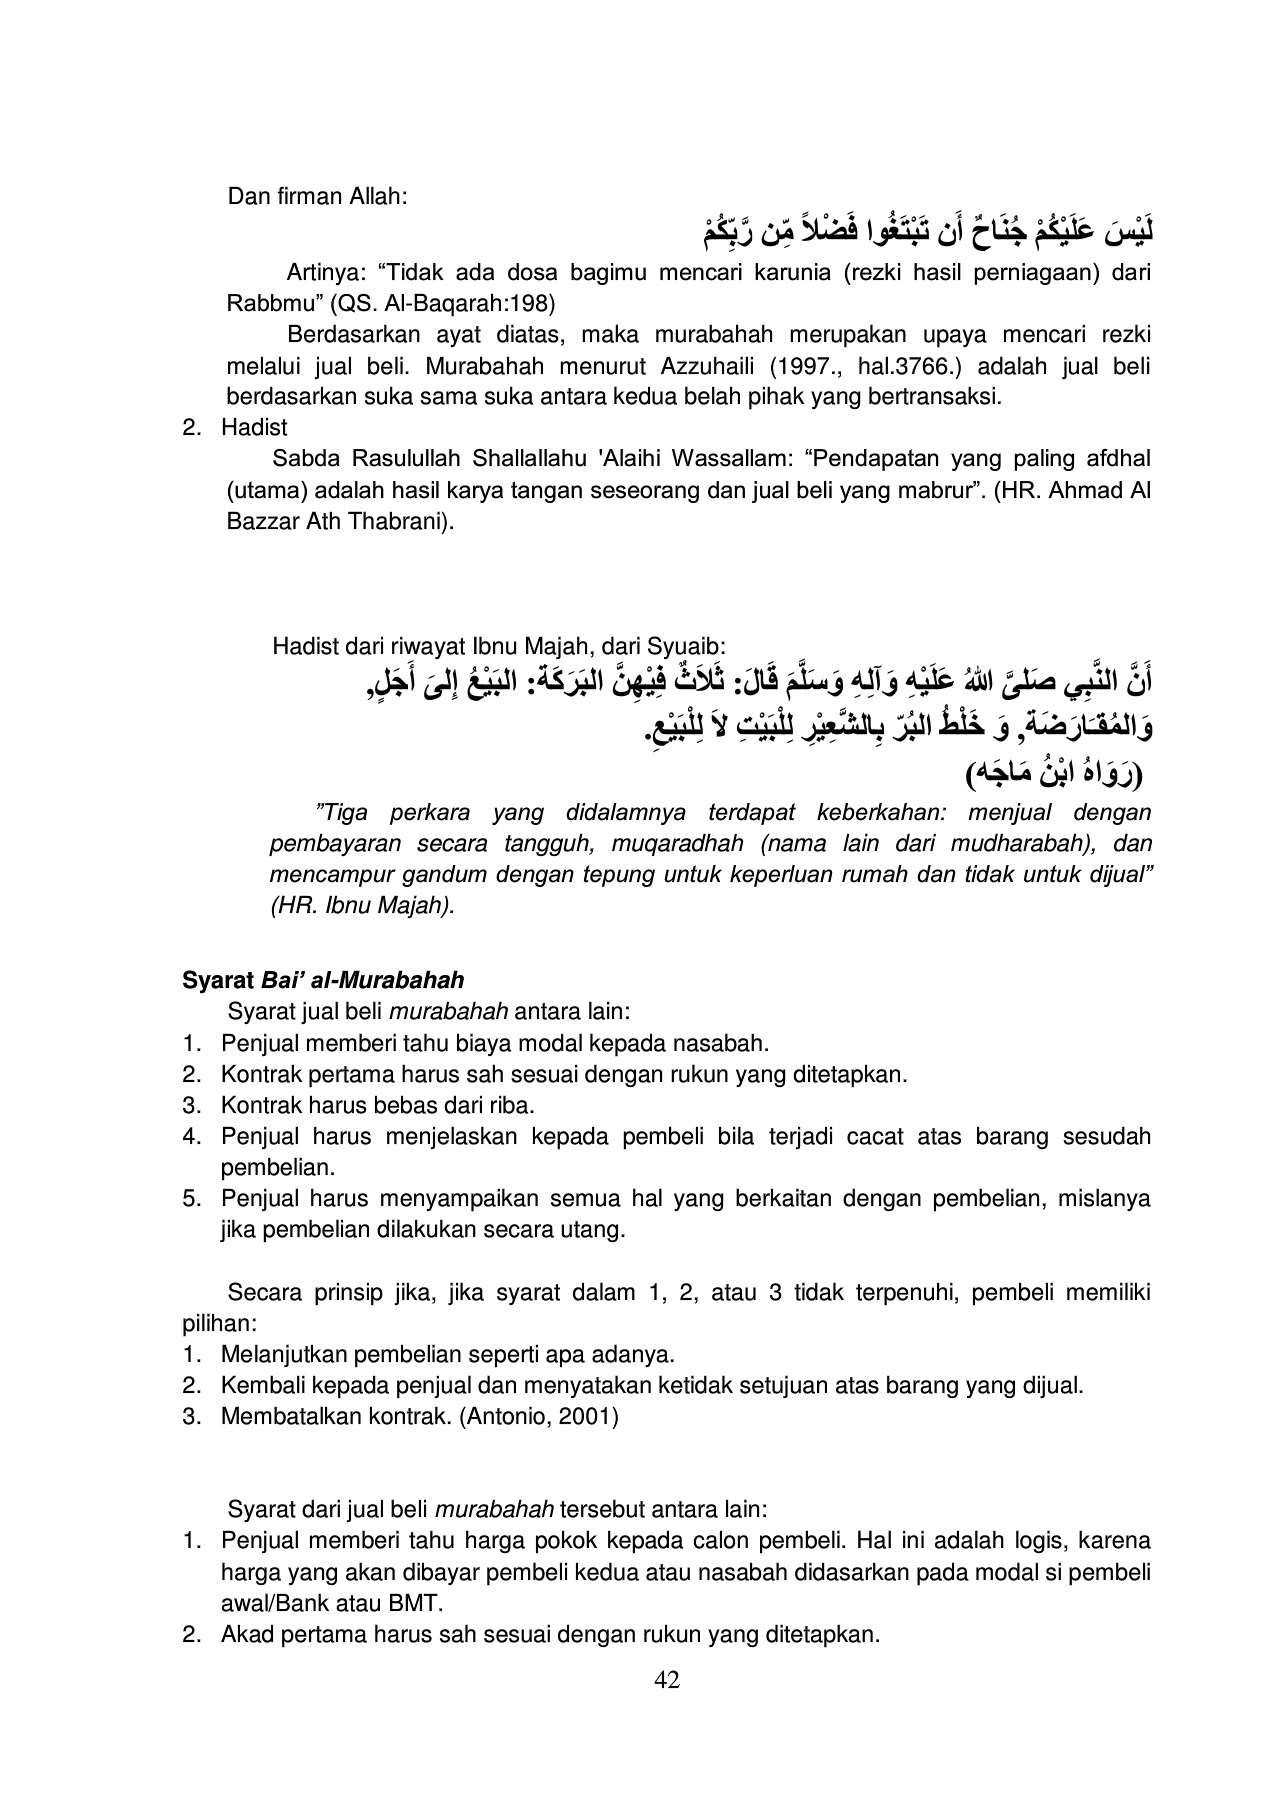 Dan firman Allah:
لَيْسَ عَلَيْكُمْ جُنَاحٌ أَن تَبْتَغُوا فَضْلاً مِّن رَّبِّكُمْ
Artinya: “Tidak ada dosa bagimu mencari karunia (rezki hasil perniagaan) dari
Rabbmu” (QS. Al-Baqarah:198)
Berdasarkan ayat diatas, maka murabahah merupakan upaya mencari rezki
melalui jual beli. Murabahah menurut Azzuhaili (1997., hal.3766.) adalah jual beli
berdasarkan suka sama suka antara kedua belah pihak yang bertransaksi.
2. Hadist
Sabda Rasulullah Shallallahu 'Alaihi Wassallam: “Pendapatan yang paling afdhal
(utama) adalah hasil karya tangan seseorang dan jual beli yang mabrur”. (HR. Ahmad Al
Bazzar Ath Thabrani).
Hadist dari riwayat Ibnu Majah, dari Syuaib:
أَنَّ النَّبِي صَلىَّ اللهُ عَلَيْهِ وَآلِهِ وَسَلَّمَ قَالَ: ثَلاَثٌ فِيْهِنَّ البَرَكَة: البَيْعُ إِلىَ أَجَلٍ,
وَالمُقَـارَضَة, وَ خَلْطُ البُرّ بِالشَّعِيْرِ لِلْبَيْتِ لاَ لِلْبَيْعِ.
(رَوَاهُ ابْنُ مَاجَه)
”Tiga perkara yang didalamnya terdapat keberkahan: menjual dengan
pembayaran secara tangguh, muqaradhah (nama lain dari mudharabah), dan
mencampur gandum dengan tepung untuk keperluan rumah dan tidak untuk dijual”
(HR. Ibnu Majah).
Syarat Bai’ al-Murabahah
Syarat jual beli murabahah antara lain:
1. Penjual memberi tahu biaya modal kepada nasabah.
2. Kontrak pertama harus sah sesuai dengan rukun yang ditetapkan.
3. Kontrak harus bebas dari riba.
4. Penjual harus menjelaskan kepada pembeli bila terjadi cacat atas barang sesudah
pembelian.
5. Penjual harus menyampaikan semua hal yang berkaitan dengan pembelian, mislanya
jika pembelian dilakukan secara utang.
Secara prinsip jika, jika syarat dalam 1, 2, atau 3 tidak terpenuhi, pembeli memiliki
pilihan:
1. Melanjutkan pembelian seperti apa adanya.
2. Kembali kepada penjual dan menyatakan ketidak setujuan atas barang yang dijual.
3. Membatalkan kontrak. (Antonio, 2001)
Syarat dari jual beli murabahah tersebut antara lain:
1. Penjual memberi tahu harga pokok kepada calon pembeli. Hal ini adalah logis, karena
harga yang akan dibayar pembeli kedua atau nasabah didasarkan pada modal si pembeli
awal/Bank atau BMT.
2. Akad pertama harus sah sesuai dengan rukun yang ditetapkan.
42